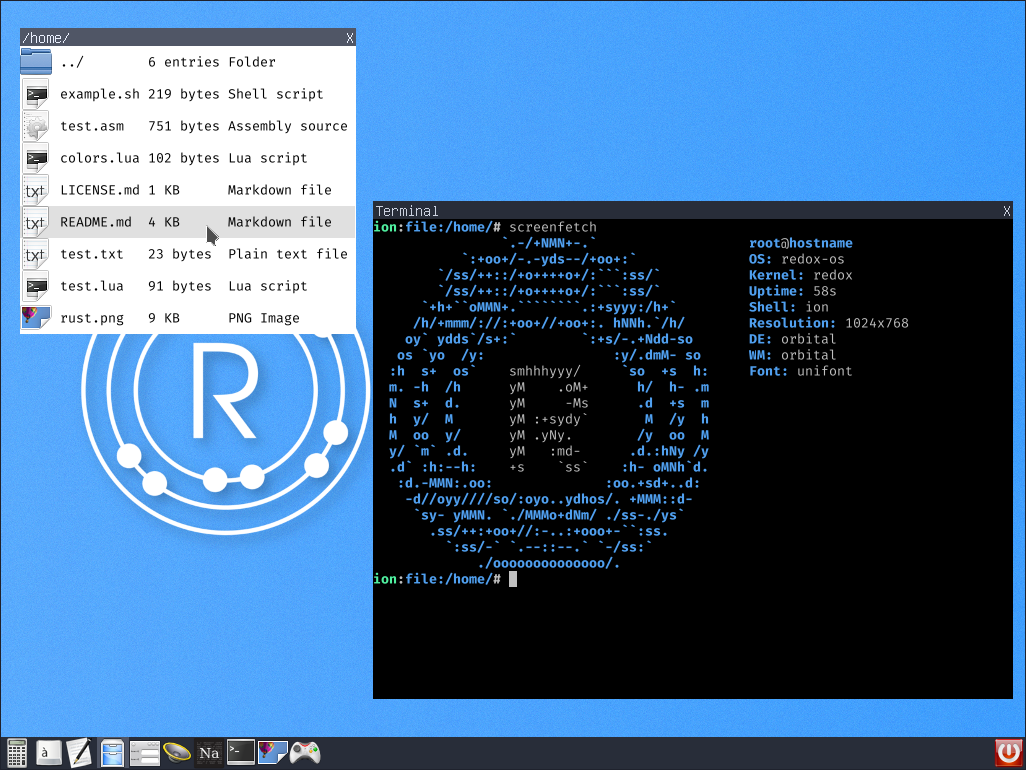 /home/ X
../ 6 entries Folder
example.sh 219 bytes Shell script
test.asm 751 bytes Assembly source
colors.lua 102 bytes Lua script
LICENSE.md 1 KB Markdown file
README.md 4 KB Markdown file
test.txt 23 bytes Plain text file
test.lua 91 bytes Lua script
rust.png 9 KB PNG Image
R
Terminal X
ion:file:/home/# screenfetch
`.-/+NMN+-.`
`:+oo+/-.-yds--/+oo+:`
`/ss/++::/+o++++o+/:```:ss/`
`/ss/++::/+o++++o+/:```:ss/`
`+h+``oMMN+.````````.:+syyy:/h+`
/h/+mmm/://:+oo+//+oo+:. hNNh.`/h/
oy` ydds`/s+:` `:+s/-.+Ndd-so
os `yo /y: :y/.dmM- so
:h s+ os` smhhhyyy/ `so +s h:
m. -h /h yM .oM+ h/ h- .m
N s+ d. yM -Ms .d +s m
h y/ M yM :+sydy` M /y h
M oo y/ yM .yNy. /y oo M
y/ `m` .d. yM :md- .d.:hNy /y
.d` :h:--h: +s `ss` :h- oMNh`d.
:d.-MMN:.oo: :oo.+sd+..d:
-d//oyy////so/:oyo..ydhos/. +MMM::d-
`sy- yMMN. `./MMMo+dNm/ ./ss-./ys`
.ss/++:+oo+//:-..:+ooo+-``:ss.
`:ss/-` `.--::--.` `-/ss:`
./oooooooooooooo/.
root@hostname
OS: redox-os
Kernel: redox
Uptime: 58s
Shell: ion
Resolution: 1024x768
DE: orbital
WM: orbital
Font: unifont
ion:file:/home/#
à
Na
>_